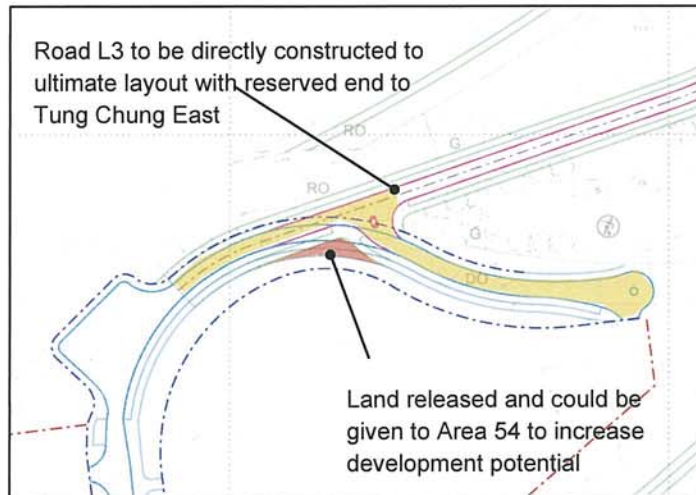 Road L3 to be directly constructed to
ultimate layout with reserved end to
Tung Chung East
RO
G
RO
G
DO
Land released and could be
given to Area 54 to increase
development potential